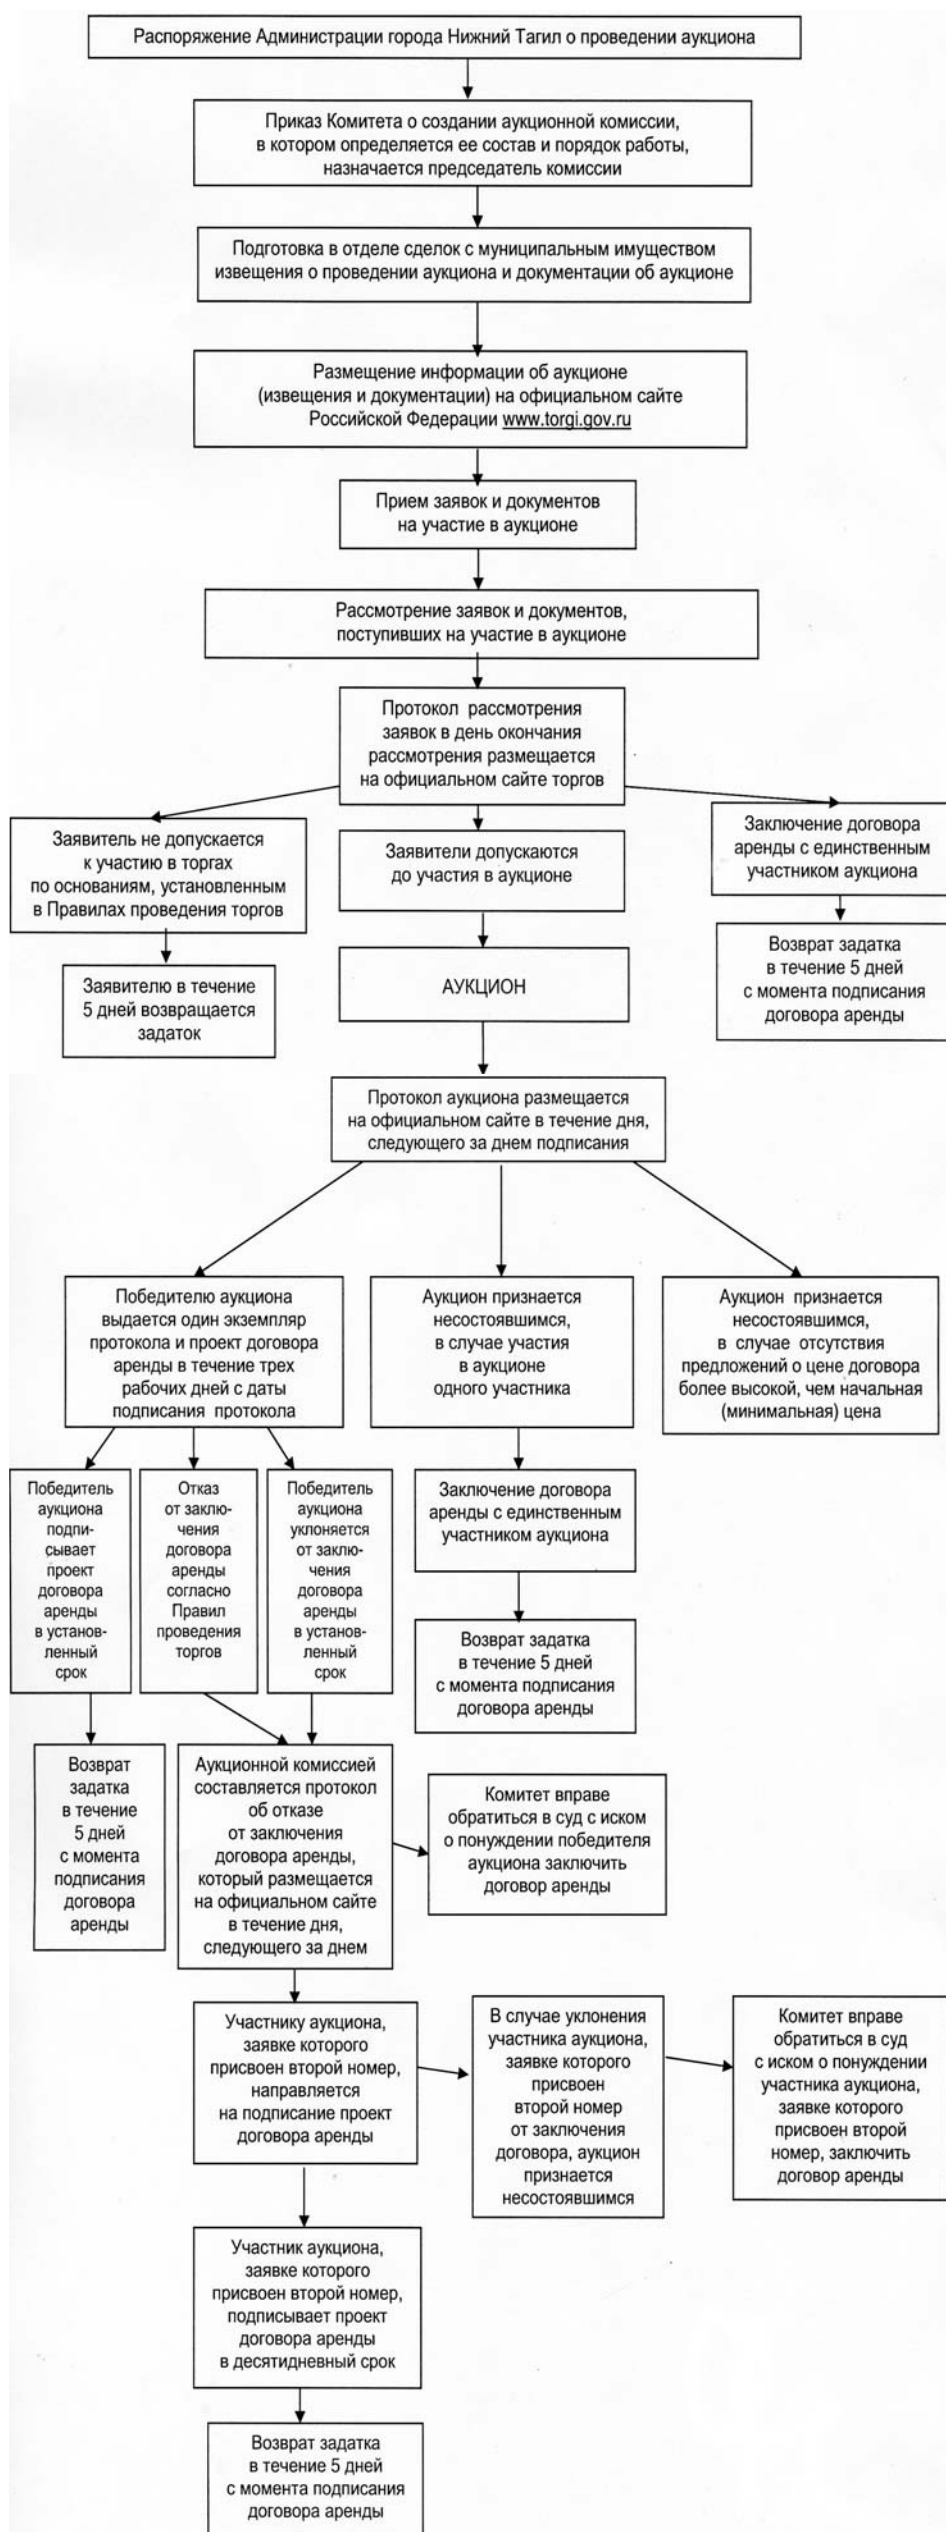 Распоряжение Администрации города Нижний Тагил о проведении аукциона
Приказ Комитета о создании аукционной комиссии,
в котором определяется ее состав и порядок работы,
назначается председатель комиссии
Подготовка в отделе сделок с муниципальным имуществом
извещения о проведении аукциона и документации об аукционе
Размещение информации об аукционе
(извещения и документации) на официальном сайте
Российской Федерации www.torgi.gov.ru
Прием заявок и документов
на участие в аукционе
Рассмотрение заявок и документов,
поступивших на участие в аукционе
Протокол рассмотрения
заявок в день окончания
рассмотрения размещается
на официальном сайте торгов
Заявитель не допускается
к участию в торгах
по основаниям, установленным
в Правилах проведения торгов
Заявители допускаются
до участия в аукционе
Заключение договора
аренды с единственным
участником аукциона
Заявителю в течение
5 дней возвращается
задаток
АУКЦИОН
Возврат задатка
в течение 5 дней
с момента подписания
договора аренды
Протокол аукциона размещается
на официальном сайте в течение дня,
следующего за днем подписания
Победителю аукциона
выдается один экземпляр
протокола и проект договора
аренды в течение трех
рабочих дней с даты
подписания протокола
Аукцион признается
несостоявшимся,
в случае участия
в аукционе
одного участника
Аукцион признается
несостоявшимся,
в случае отсутствия
предложений о цене договора
более высокой, чем начальная
(минимальная) цена
Победитель
аукциона
подпи-
сывает
проект
договора
аренды
в установ-
ленный
срок
Отказ
от заклю-
чения
договора
аренды
согласно
Правил
проведения
торгов
Победитель
аукциона
уклоняется
от заклю-
чения
договора
аренды
в установ-
ленный
срок
Заключение договора
аренды с единственным
участником аукциона
Возврат задатка
в течение 5 дней
с момента подписания
договора аренды
Возврат
задатка
в течение
5 дней
с момента
подписания
договора
аренды
Аукционной комиссией
составляется протокол
об отказе
от заключения
договора аренды,
который размещается
на официальном сайте
в течение дня,
следующего за днем
Комитет вправе
обратиться в суд с иском
о понуждении победителя
аукциона заключить
договор аренды
Участнику аукциона,
заявке которого
присвоен второй номер,
направляется
на подписание проект
договора аренды
В случае уклонения
участника аукциона,
заявке которого
присвоен
второй номер
от заключения
договора, аукцион
признается
несостоявшимся
Комитет вправе
обратиться в суд
с иском о понуждении
участника аукциона,
заявке которого
присвоен второй
номер, заключить
договор аренды
Участник аукциона,
заявке которого
присвоен второй номер,
подписывает проект
договора аренды
в десятидневный срок
Возврат задатка
в течение 5 дней
с момента подписания
договора аренды